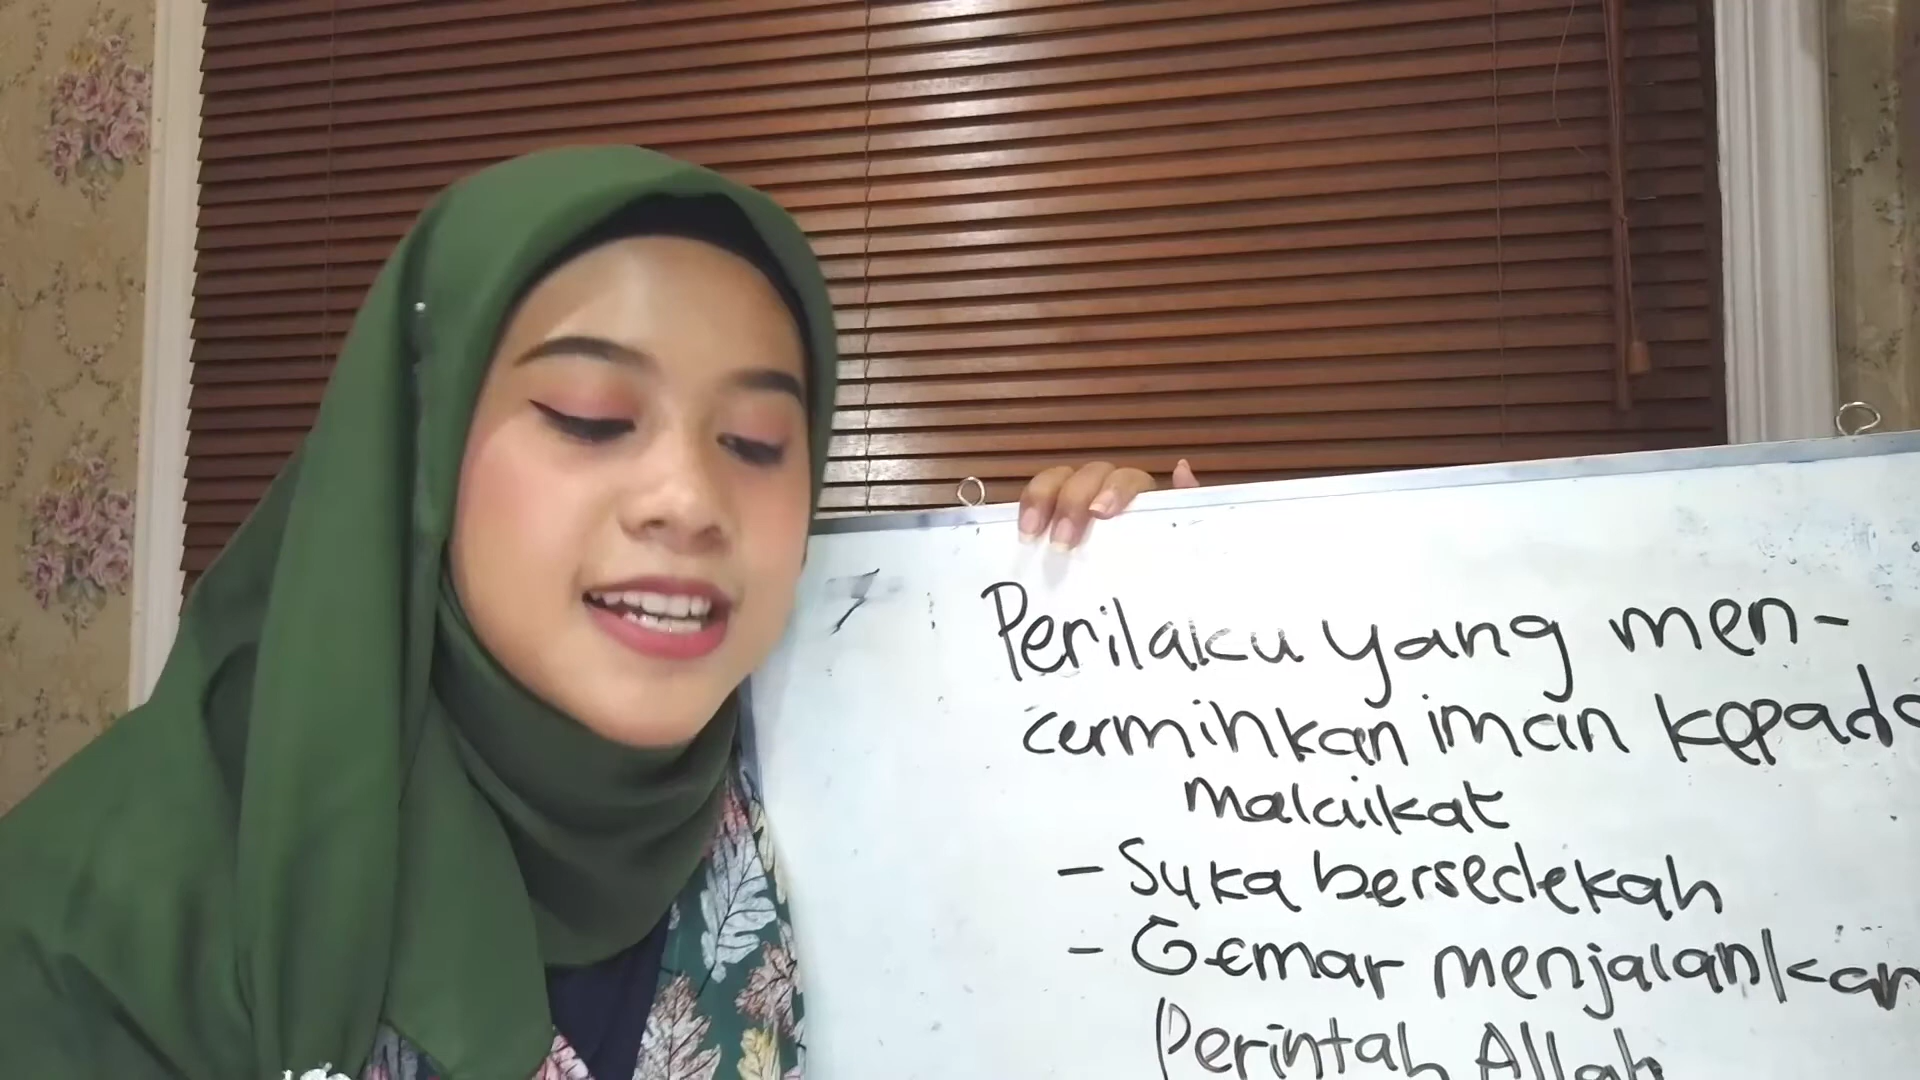 Perilaku yang men-
cerminkan iman kepada
malaikat
- Suka bersedekah
- Gemar menjalankan
Perintah Allah